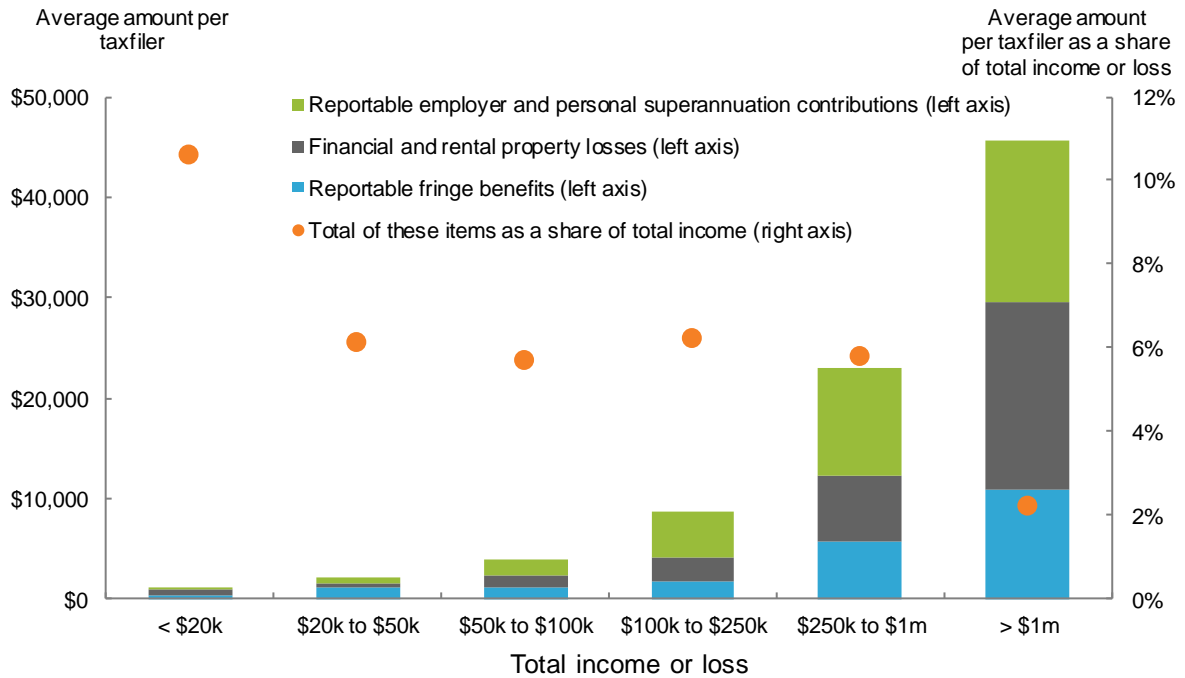 Average amount per
taxfiler
Average amount
per taxfiler as a share
of total income or loss
$50,000
$40,000
$30,000
$20,000
$10,000
$0
Reportable employer and personal superannuation contributions (left axis)
Financial and rental property losses (left axis)
Reportable fringe benefits (left axis)
Total of these items as a share of total income (right axis)
12%
10%
8%
6%
4%
2%
0%
< $20k
$20k to $50k
$50k to $100k
$100k to $250k
$250k to $1m
> $1m
Total income or loss